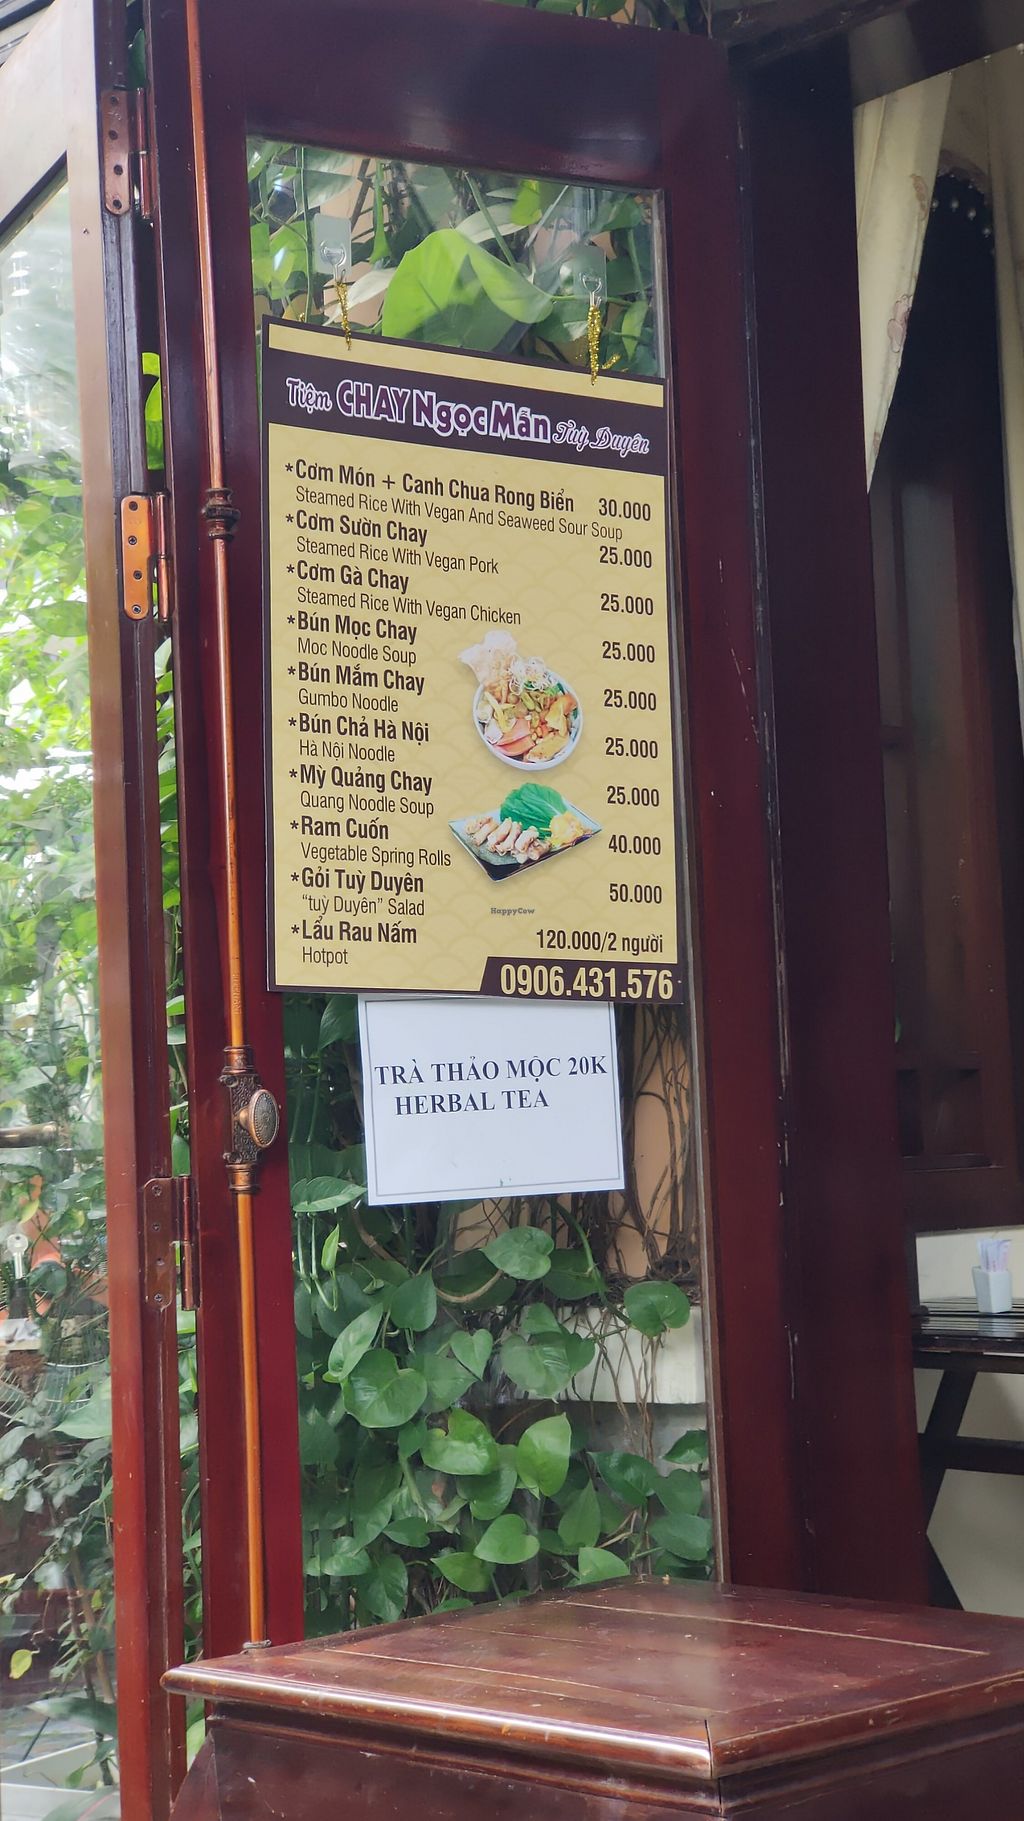 Tiệm CHAY Ngọc Mẫn Tuỳ Duyên
*Cơm Món + Canh Chua Rong Biển 30.000
Steamed Rice With Vegan And Seaweed Sour Soup
*Cơm Sườn Chay 25.000
Steamed Rice With Vegan Pork
*Cơm Gà Chay 25.000
Steamed Rice With Vegan Chicken
*Bún Mọc Chay 25.000
Moc Noodle Soup
*Bún Mắm Chay 25.000
Gumbo Noodle
*Bún Chả Hà Nội 25.000
Hà Nội Noodle
*Mỳ Quảng Chay 25.000
Quang Noodle Soup
*Ram Cuốn 40.000
Vegetable Spring Rolls
*Gỏi Tuỳ Duyên 50.000
"tuỳ Duyên" Salad
HappyCow
*Lẩu Rau Nấm 120.000/2 người
Hotpot
0906.431.576
TRÀ THẢO MỘC 20K
HERBAL TEA